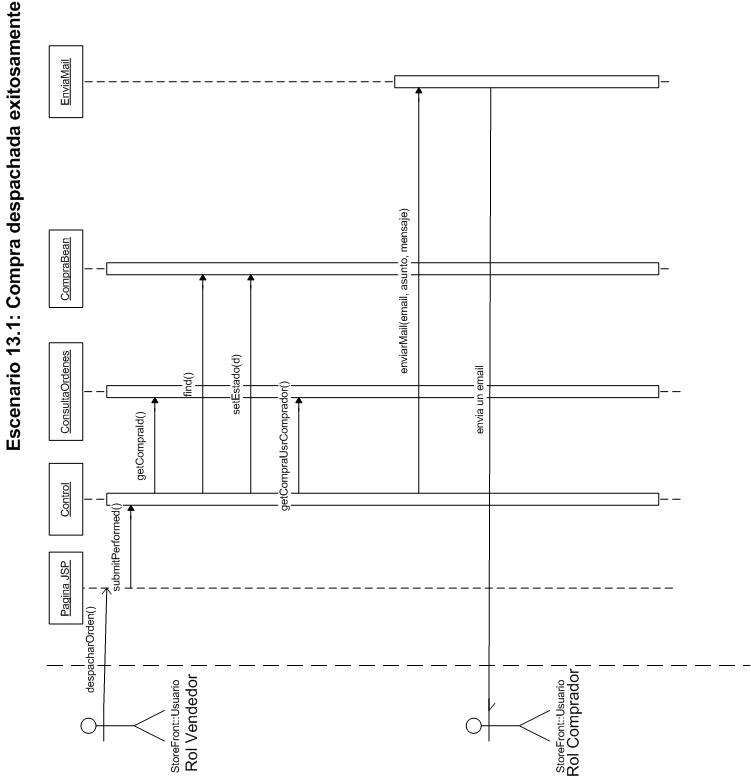 Escenario 13.1: Compra despachada exitosamente
Pagina JSP
Control
ConsultaOrdenes
CompraBean
EnviaMail
despacharOrden()
submitPerformed()
getCompraId()
find()
setEstado(d)
getCompraUsrComprador()
enviarMail(email, asunto, mensaje)
envia un email
StoreFront::Usuario
Rol Vendedor
StoreFront::Usuario
Rol Comprador